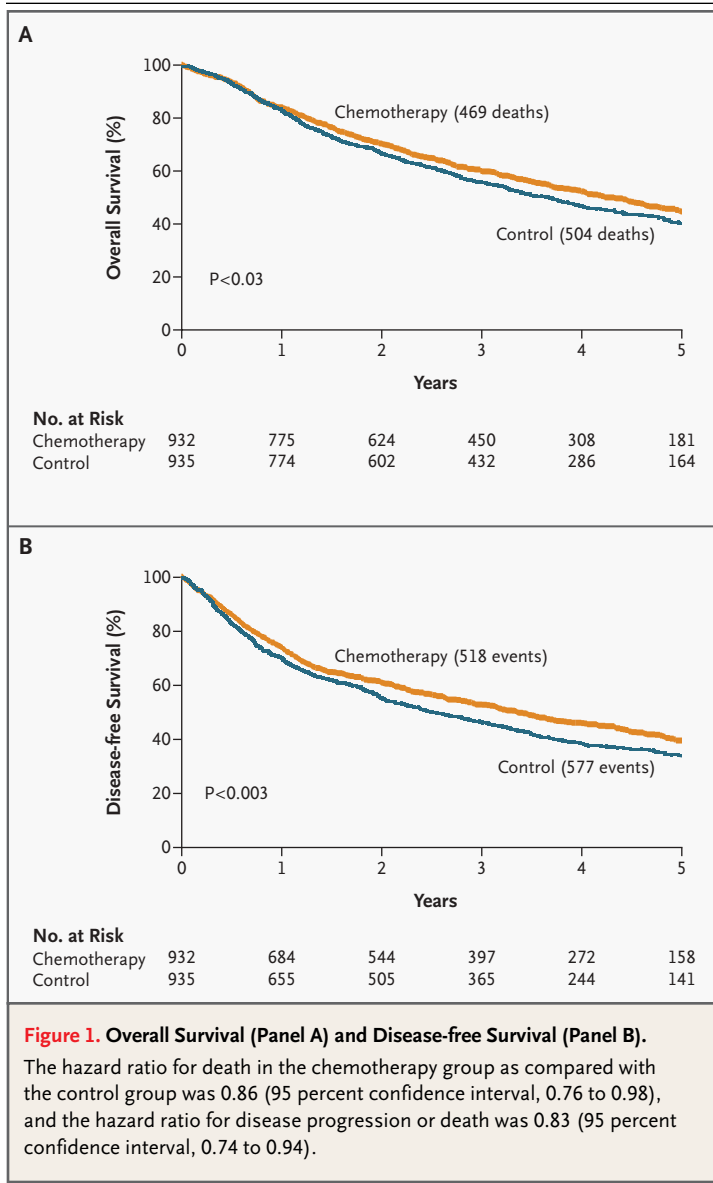 A
100
80
60
40
20
0
Overall Survival (%)
Chemotherapy (469 deaths)
Control (504 deaths)
P<0.03
0 1 2 3 4 5
Years
No. at Risk
Chemotherapy 932 775 624 450 308 181
Control 935 774 602 432 286 164
B
100
80
60
40
20
0
Disease-free Survival (%)
Chemotherapy (518 events)
Control (577 events)
P<0.003
0 1 2 3 4 5
Years
No. at Risk
Chemotherapy 932 684 544 397 272 158
Control 935 655 505 365 244 141
Figure 1. Overall Survival (Panel A) and Disease-free Survival (Panel B).
The hazard ratio for death in the chemotherapy group as compared with
the control group was 0.86 (95 percent confidence interval, 0.76 to 0.98),
and the hazard ratio for disease progression or death was 0.83 (95 percent
confidence interval, 0.74 to 0.94).